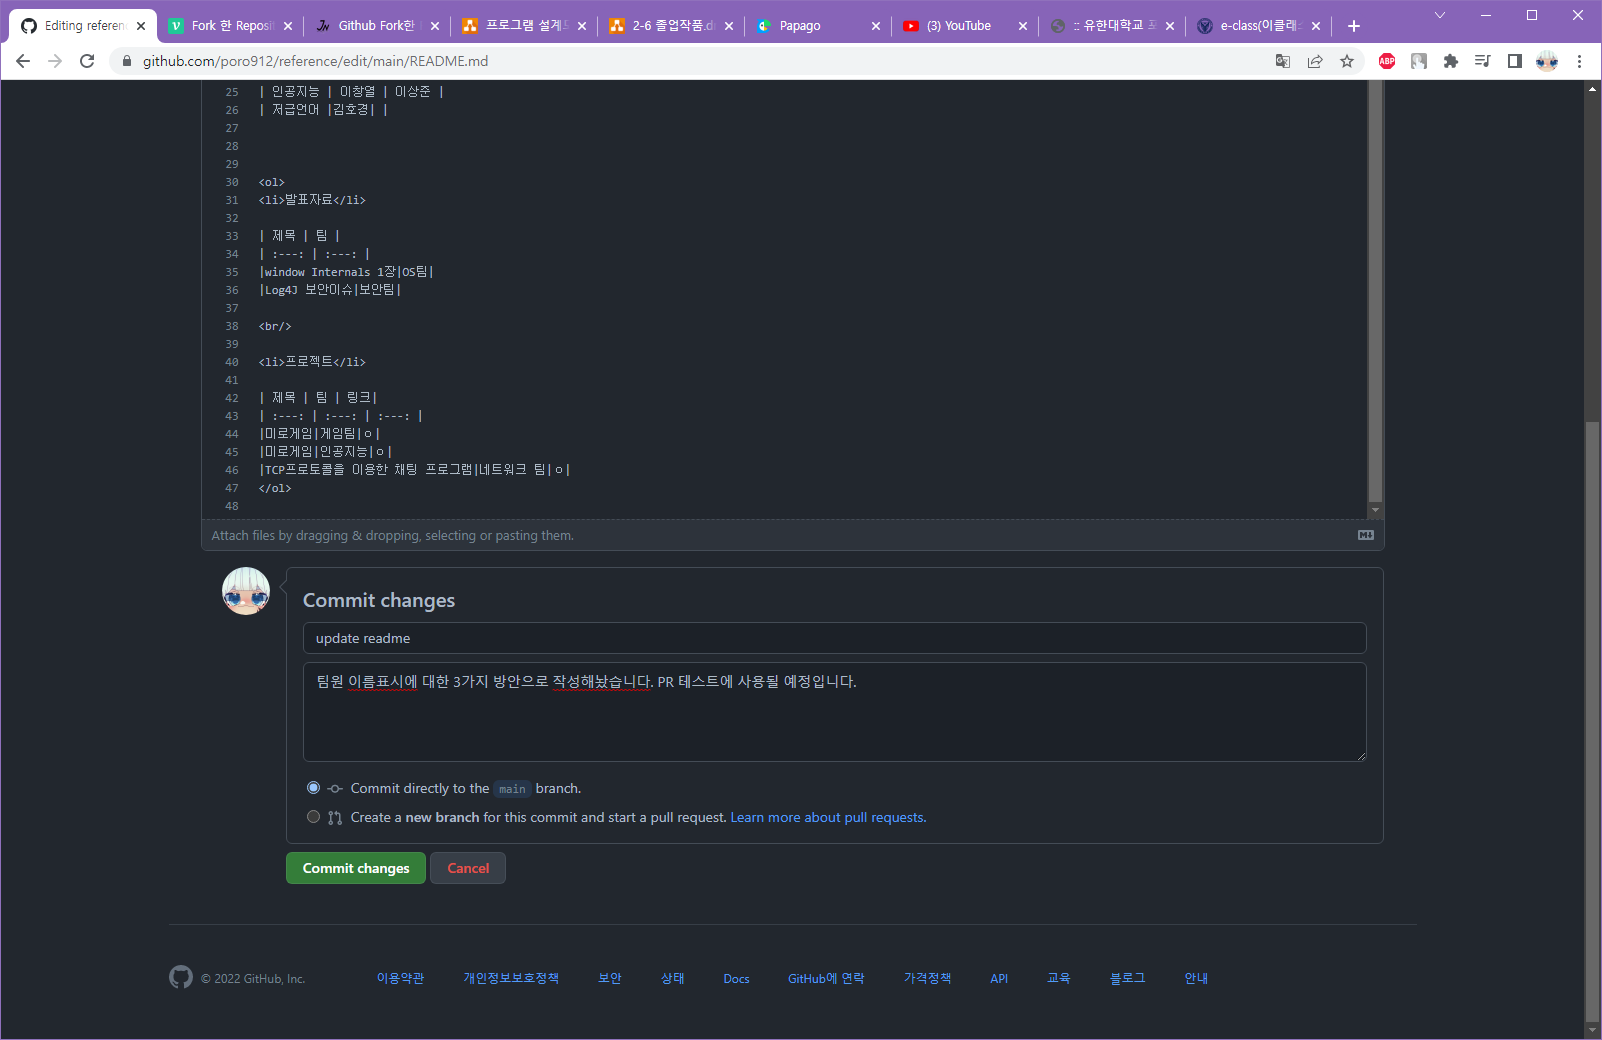 Editing referen
Fork 한 Reposit
Github Fork한
프로그램 설계도
2-6 졸업작품.dr
Papago
(3) YouTube
:: 유한대학교 포
e-class(이클래스
github.com/poro912/reference/edit/main/README.md
ABP
25 | 인공지능 | 이창열 | 이상준 |
26 | 저급언어 |김호경| |
27
28
29
30 <ol>
31 <li>발표자료</li>
32
33 | 제목 | 팀 |
34 | :---: | :---: |
35 |window Internals 1장|OS팀|
36 |Log4J 보안이슈|보안팀|
37
38 <br/>
39
40 <li>프로젝트</li>
41
42 | 제목 | 팀 | 링크|
43 | :---: | :---: | :---: |
44 |미로게임|게임팀|ㅇ|
45 |미로게임|인공지능|ㅇ|
46 |TCP프로토콜을 이용한 채팅 프로그램|네트워크 팀|ㅇ|
47 </ol>
48
Attach files by dragging & dropping, selecting or pasting them.
Commit changes
update readme
팀원 이름표시에 대한 3가지 방안으로 작성해놨습니다. PR 테스트에 사용될 예정입니다.
Commit directly to the main branch.
Create a new branch for this commit and start a pull request. Learn more about pull requests.
Commit changes Cancel
© 2022 GitHub, Inc. 이용약관 개인정보보호정책 보안 상태 Docs GitHub에 연락 가격정책 API 교육 블로그 안내